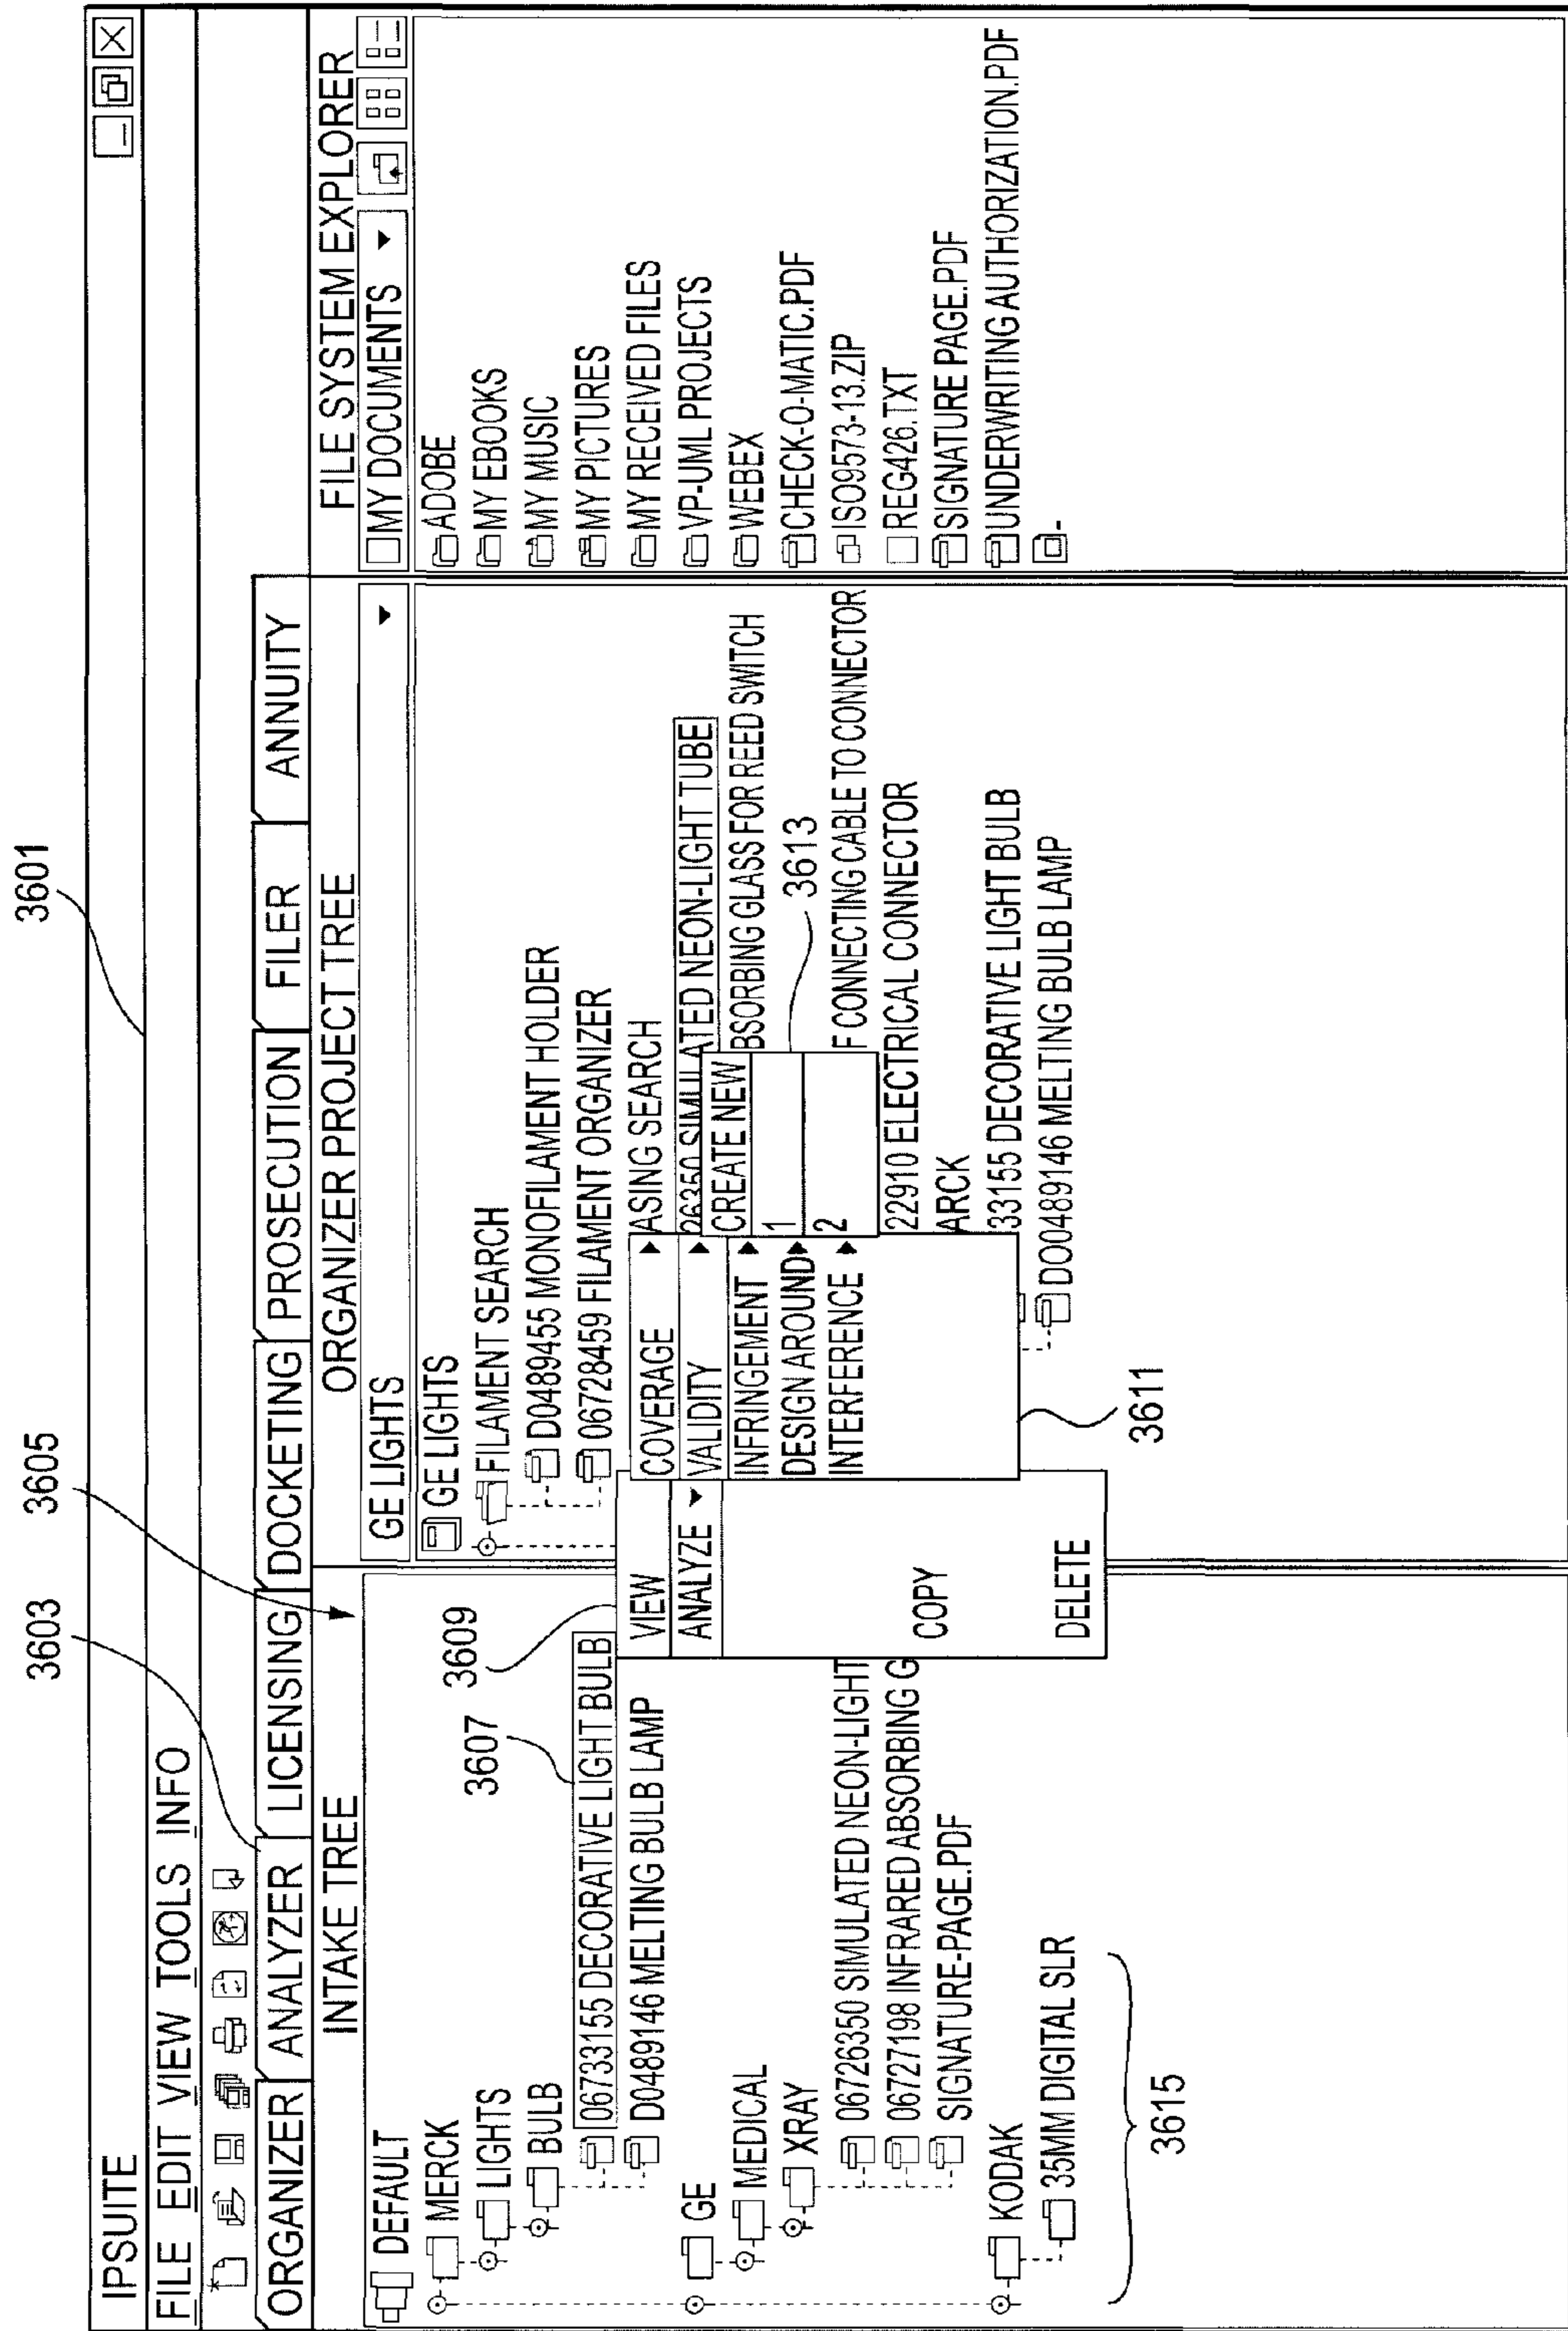 3601
3603
3605
IPSUITE
FILE EDIT VIEW TOOLS INFO
ORGANIZER ANALYZER LICENSING DOCKETING PROSECUTION FILER ANNUITY
INTAKE TREE
DEFAULT
MERCK
LIGHTS
BULB
06733155 DECORATIVE LIGHT BULB
D0489146 MELTING BULB LAMP
GE
MEDICAL
XRAY
06726350 SIMULATED NEON-LIGHT
06727198 INFRARED ABSORBING G
SIGNATURE-PAGE.PDF
KODAK
35MM DIGITAL SLR
3615
3607
3609
VIEW
ANALYZE
COPY
DELETE
ORGANIZER PROJECT TREE
GE LIGHTS
GE LIGHTS
FILAMENT SEARCH
D0489455 MONOFILAMENT HOLDER
06728459 FILAMENT ORGANIZER
ASING SEARCH
26350 SIMULATED NEON-LIGHT TUBE
BSORBING GLASS FOR REED SWITCH
F CONNECTING CABLE TO CONNECTOR
22910 ELECTRICAL CONNECTOR
ARCK
33155 DECORATIVE LIGHT BULB
DO0489146 MELTING BULB LAMP
COVERAGE
VALIDITY
INFRINGEMENT
DESIGN AROUND
INTERFERENCE
3611
CREATE NEW
1
2
3613
FILE SYSTEM EXPLORER
MY DOCUMENTS
ADOBE
MY EBOOKS
MY MUSIC
MY PICTURES
MY RECEIVED FILES
VP-UML PROJECTS
WEBEX
CHECK-O-MATIC.PDF
ISO9573-13.ZIP
REG426.TXT
SIGNATURE PAGE.PDF
UNDERWRITING AUTHORIZATION.PDF
-